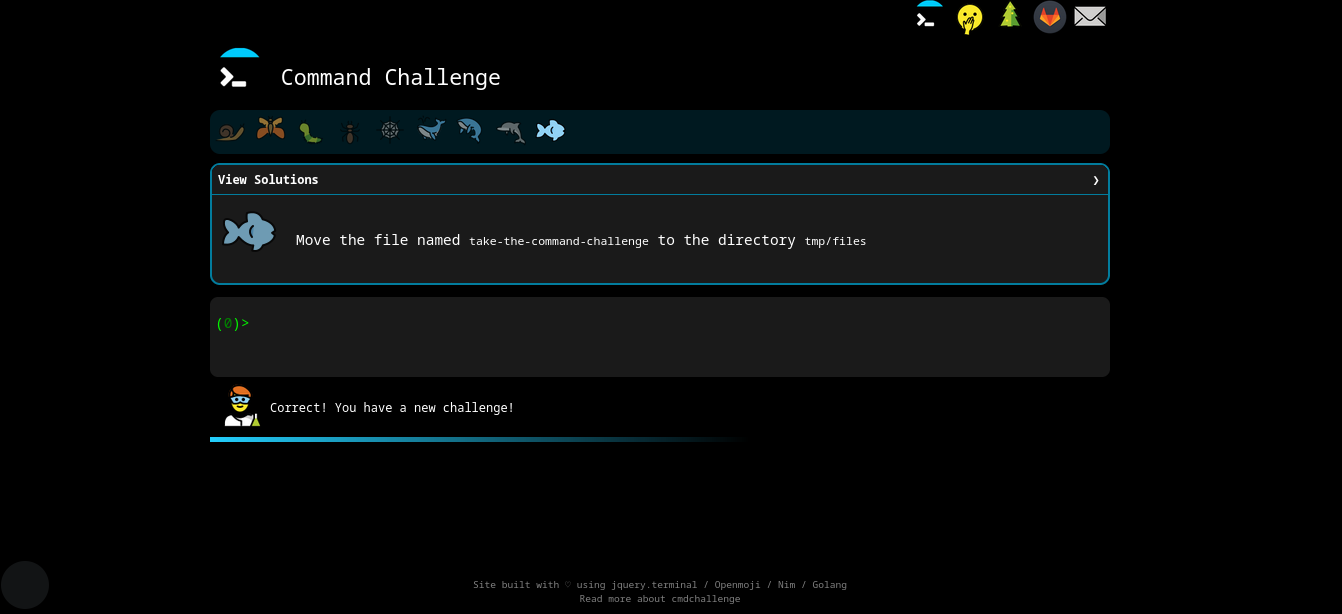 Command Challenge
View Solutions ❯
Move the file named take-the-command-challenge to the directory tmp/files
(0)>
Correct! You have a new challenge!
Site built with ♡ using jquery.terminal / Openmoji / Nim / Golang
Read more about cmdchallenge